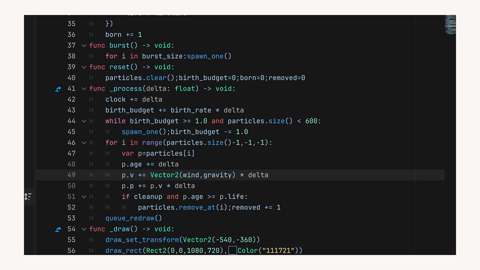 35 })
36 born += 1
37 func burst() -> void:
38 for i in burst_size:spawn_one()
39 func reset() -> void:
40 particles.clear();birth_budget=0;born=0;removed=0
41 func _process(delta: float) -> void:
42 clock += delta
43 birth_budget += birth_rate * delta
44 while birth_budget >= 1.0 and particles.size() < 600:
45 spawn_one();birth_budget -= 1.0
46 for i in range(particles.size()-1,-1,-1):
47 var p=particles[i]
48 p.age += delta
49 p.v += Vector2(wind,gravity) * delta
50 p.p += p.v * delta
51 if cleanup and p.age >= p.life:
52 particles.remove_at(i);removed += 1
53 queue_redraw()
54 func _draw() -> void:
55 draw_set_transform(Vector2(-540,-360))
56 draw_rect(Rect2(0,0,1080,720),Color("111721"))